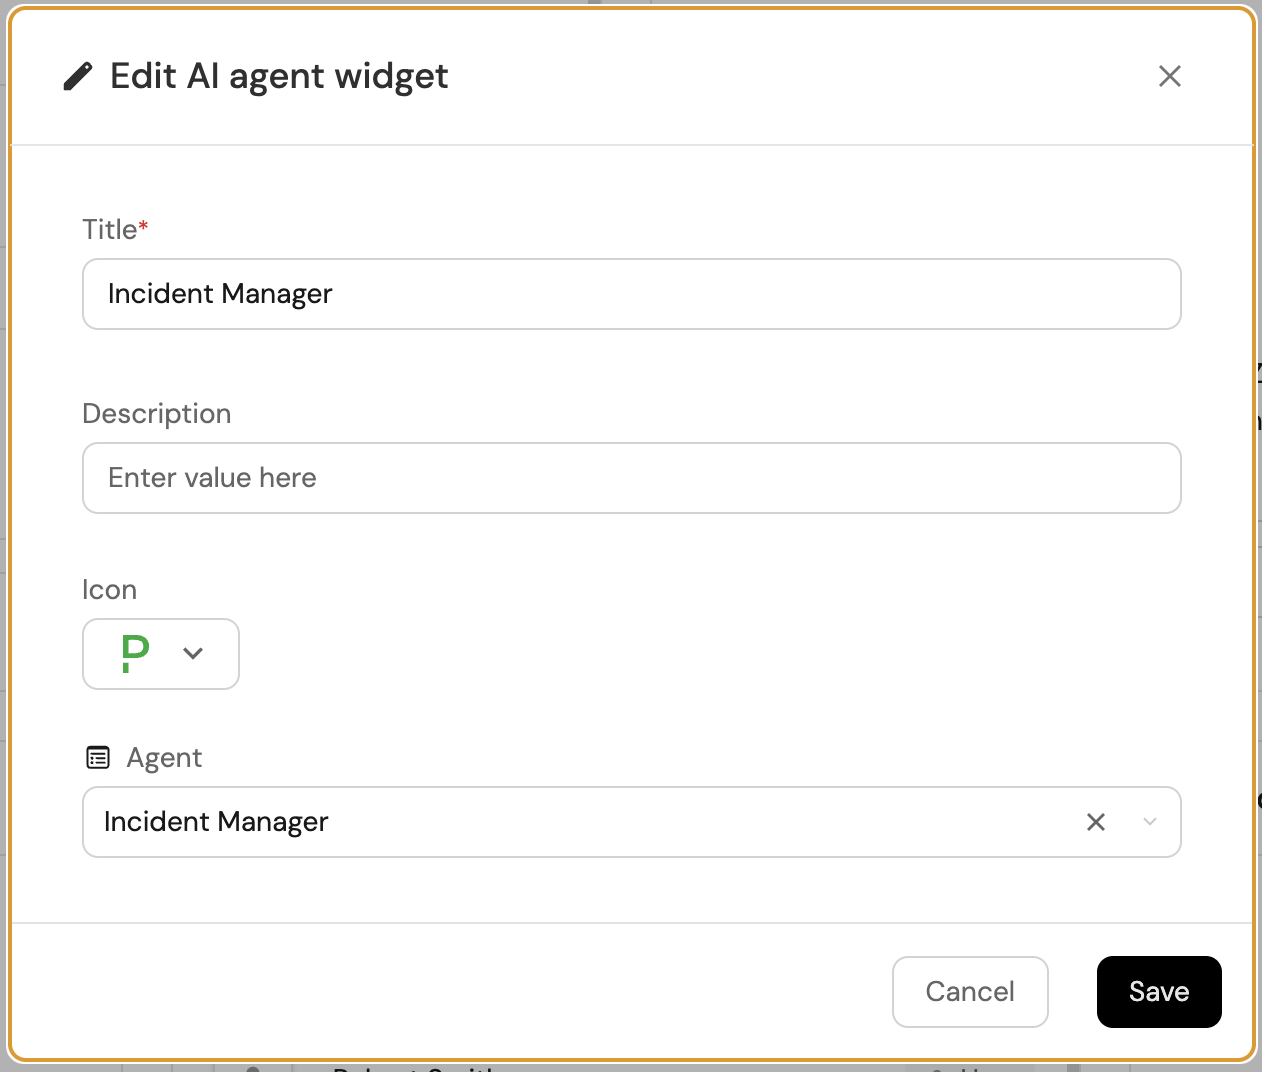 Edit AI agent widget
Title*
Incident Manager
Description
Enter value here
Icon
P
Agent
Incident Manager
Cancel
Save